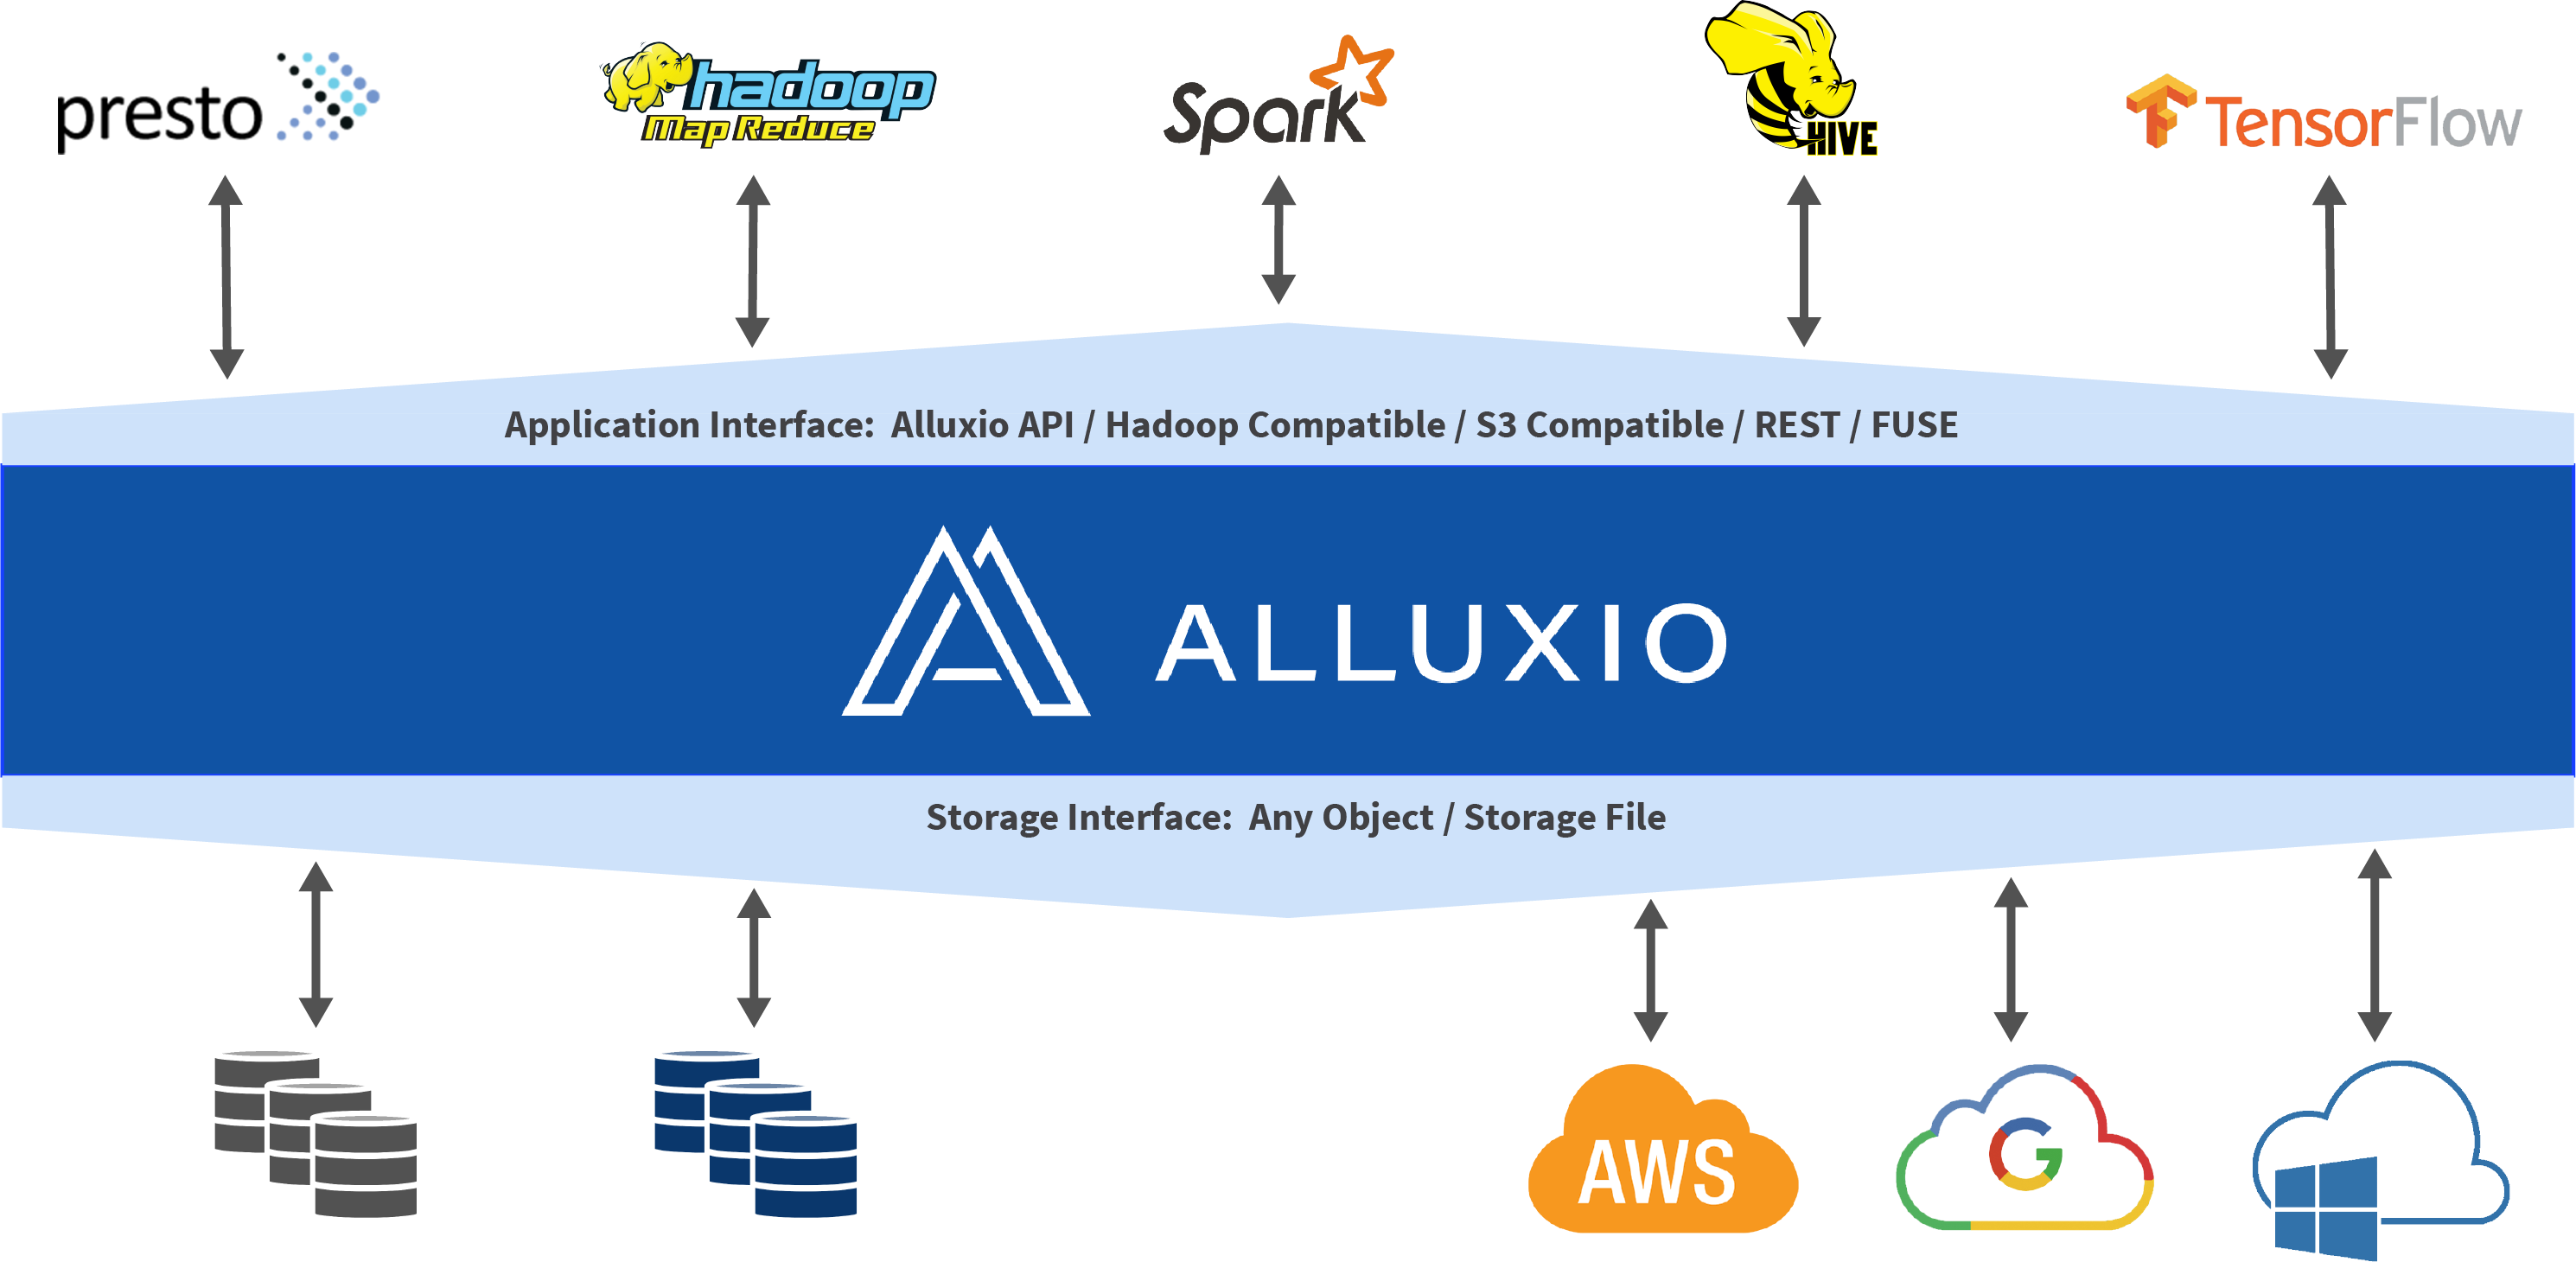 presto
hadoop
Map Reduce
Spark
HIVE
TensorFlow
Application Interface: Alluxio API / Hadoop Compatible / S3 Compatible / REST / FUSE
ALLUXIO
Storage Interface: Any Object / Storage File
AWS
G